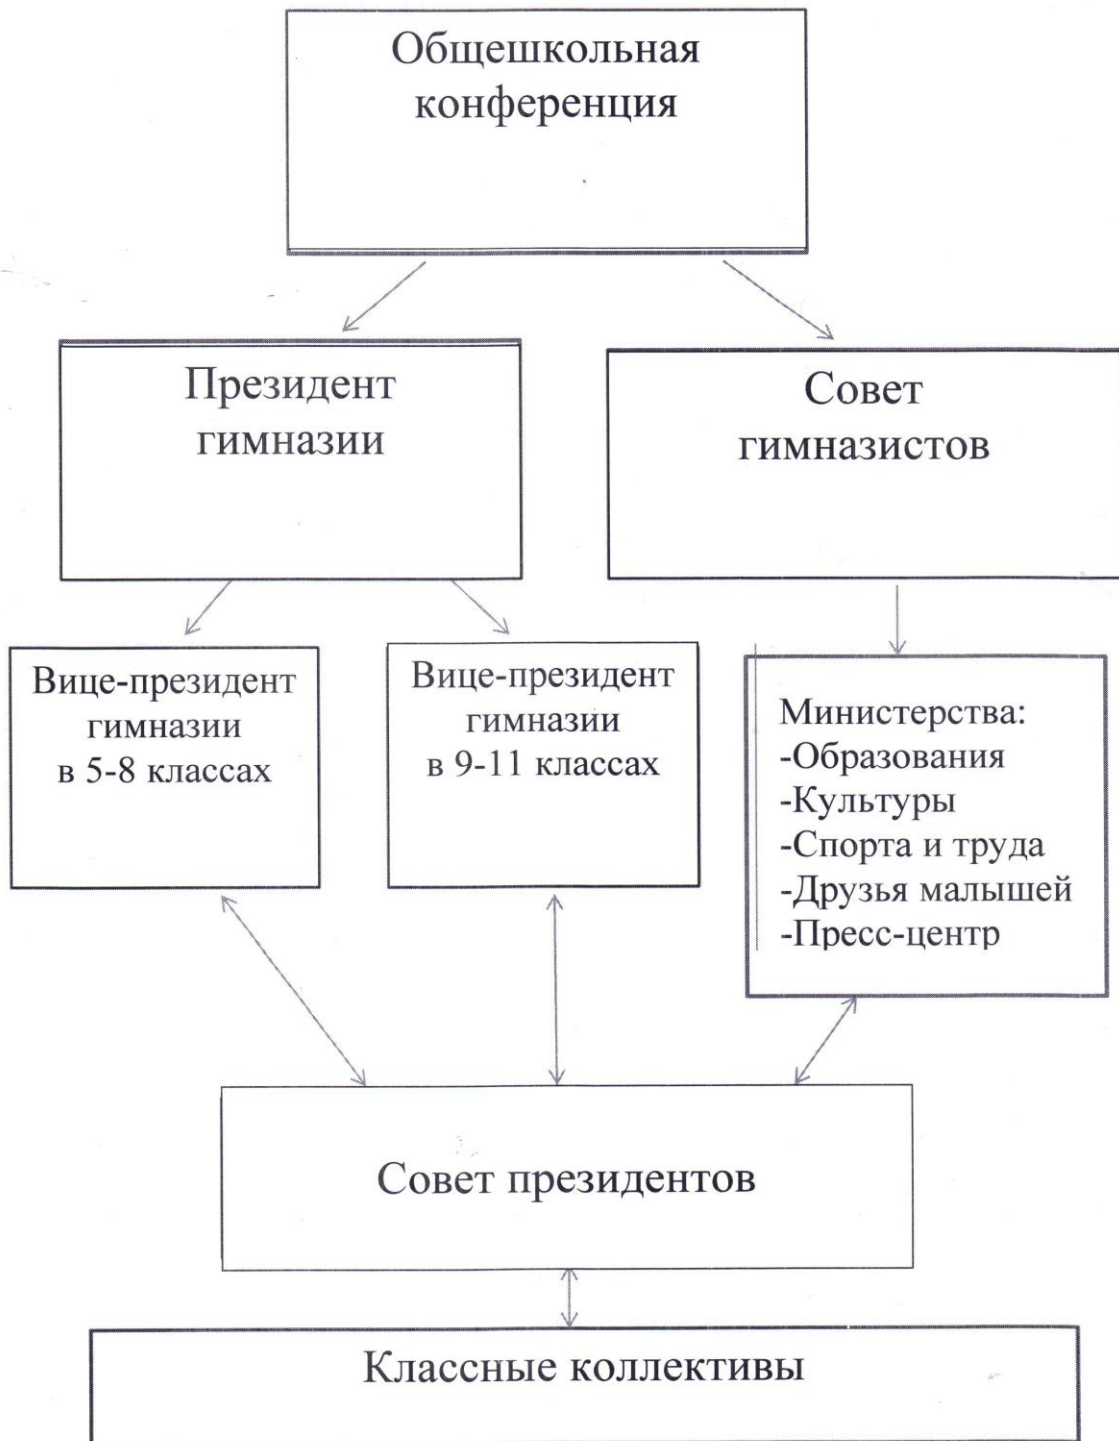 Общешкольная
конференция
Президент
гимназии
Совет
гимназистов
Вице-президент
гимназии
в 5-8 классах
Вице-президент
гимназии
в 9-11 классах
Министерства:
-Образования
-Культуры
-Спорта и труда
-Друзья малышей
-Пресс-центр
Совет президентов
Классные коллективы